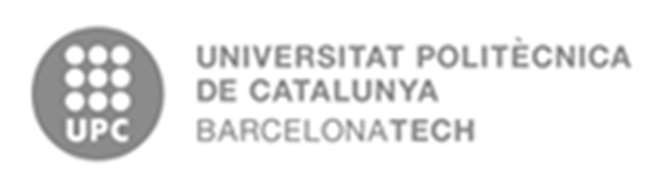 UPC
UNIVERSITAT POLITÈCNICA
DE CATALUNYA
BARCELONATECH